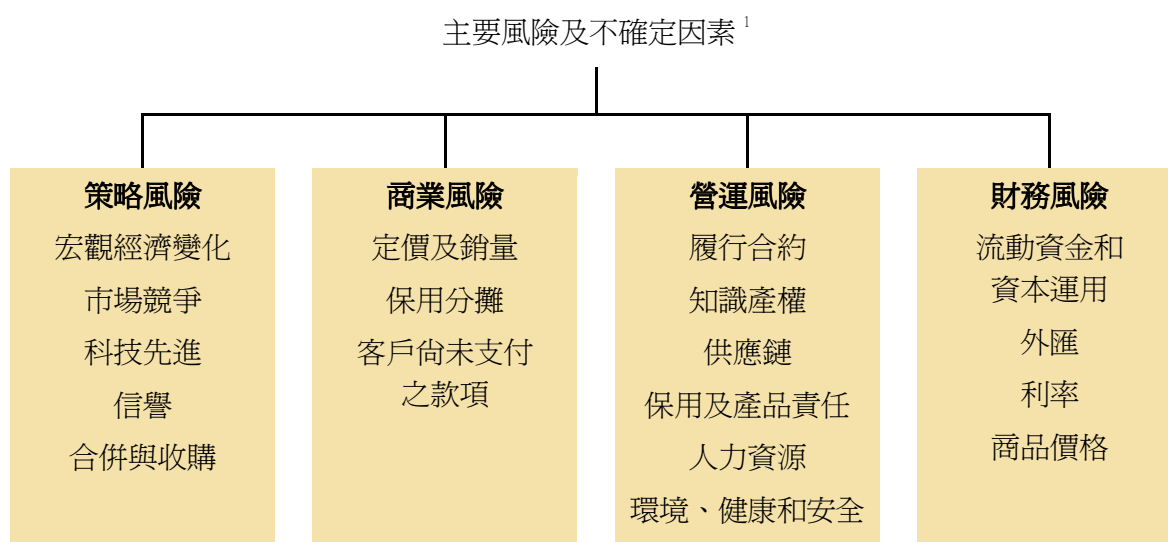 主要風險及不確定因素 1
策略風險
宏觀經濟變化
市場競爭
科技先進
信譽
合併與收購
商業風險
定價及銷量
保用分攤
客戶尚未支付
之款項
營運風險
履行合約
知識產權
供應鏈
保用及產品責任
人力資源
環境、健康和安全
財務風險
流動資金和
資本運用
外匯
利率
商品價格